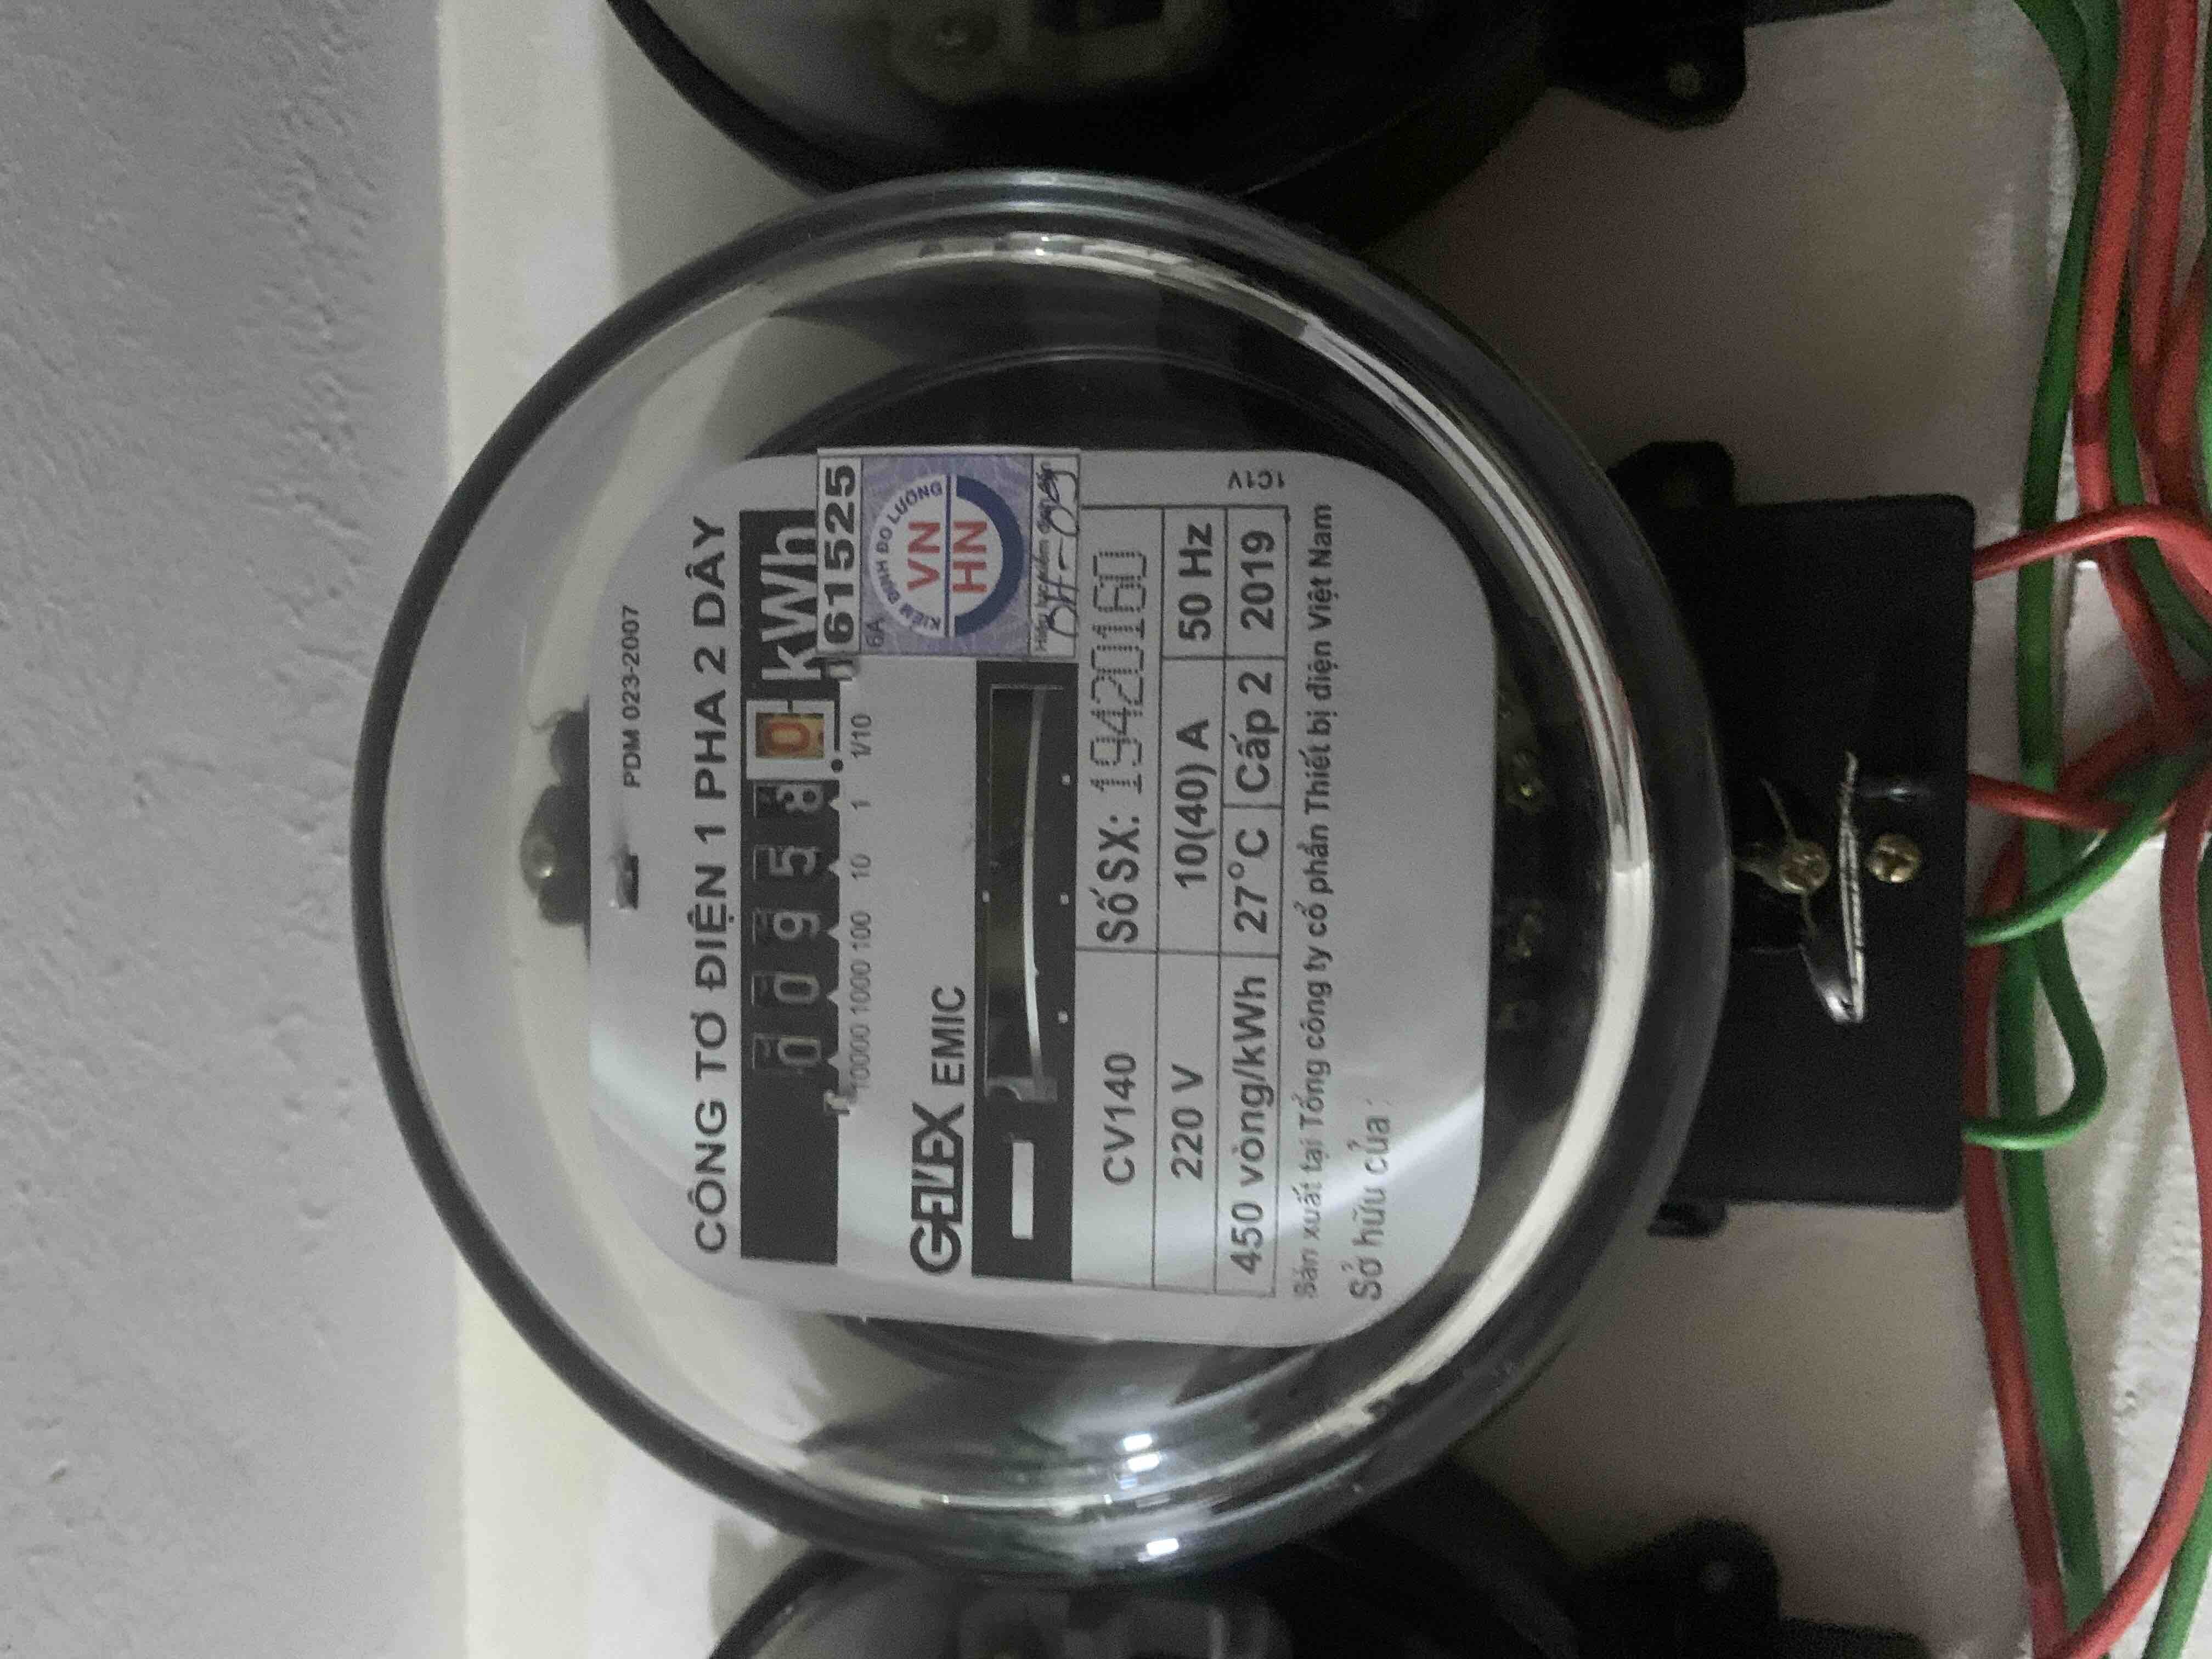 PDM 023-2007
CÔNG TƠ ĐIỆN 1 PHA 2 DÂY
0 0 9 5 8 0 kWh
10000 1000 100 10 1 1/10
61525
6A
KIỂM ĐỊNH ĐO LƯỜNG
VN
HN
GELEX EMIC
CV140 Số SX: 19420160
220 V 10(40) A 50 Hz
450 vòng/kWh 27°C Cấp 2 2019
1C1V
Sản xuất tại Tổng công ty cổ phần Thiết bị điện Việt Nam
Sở hữu của